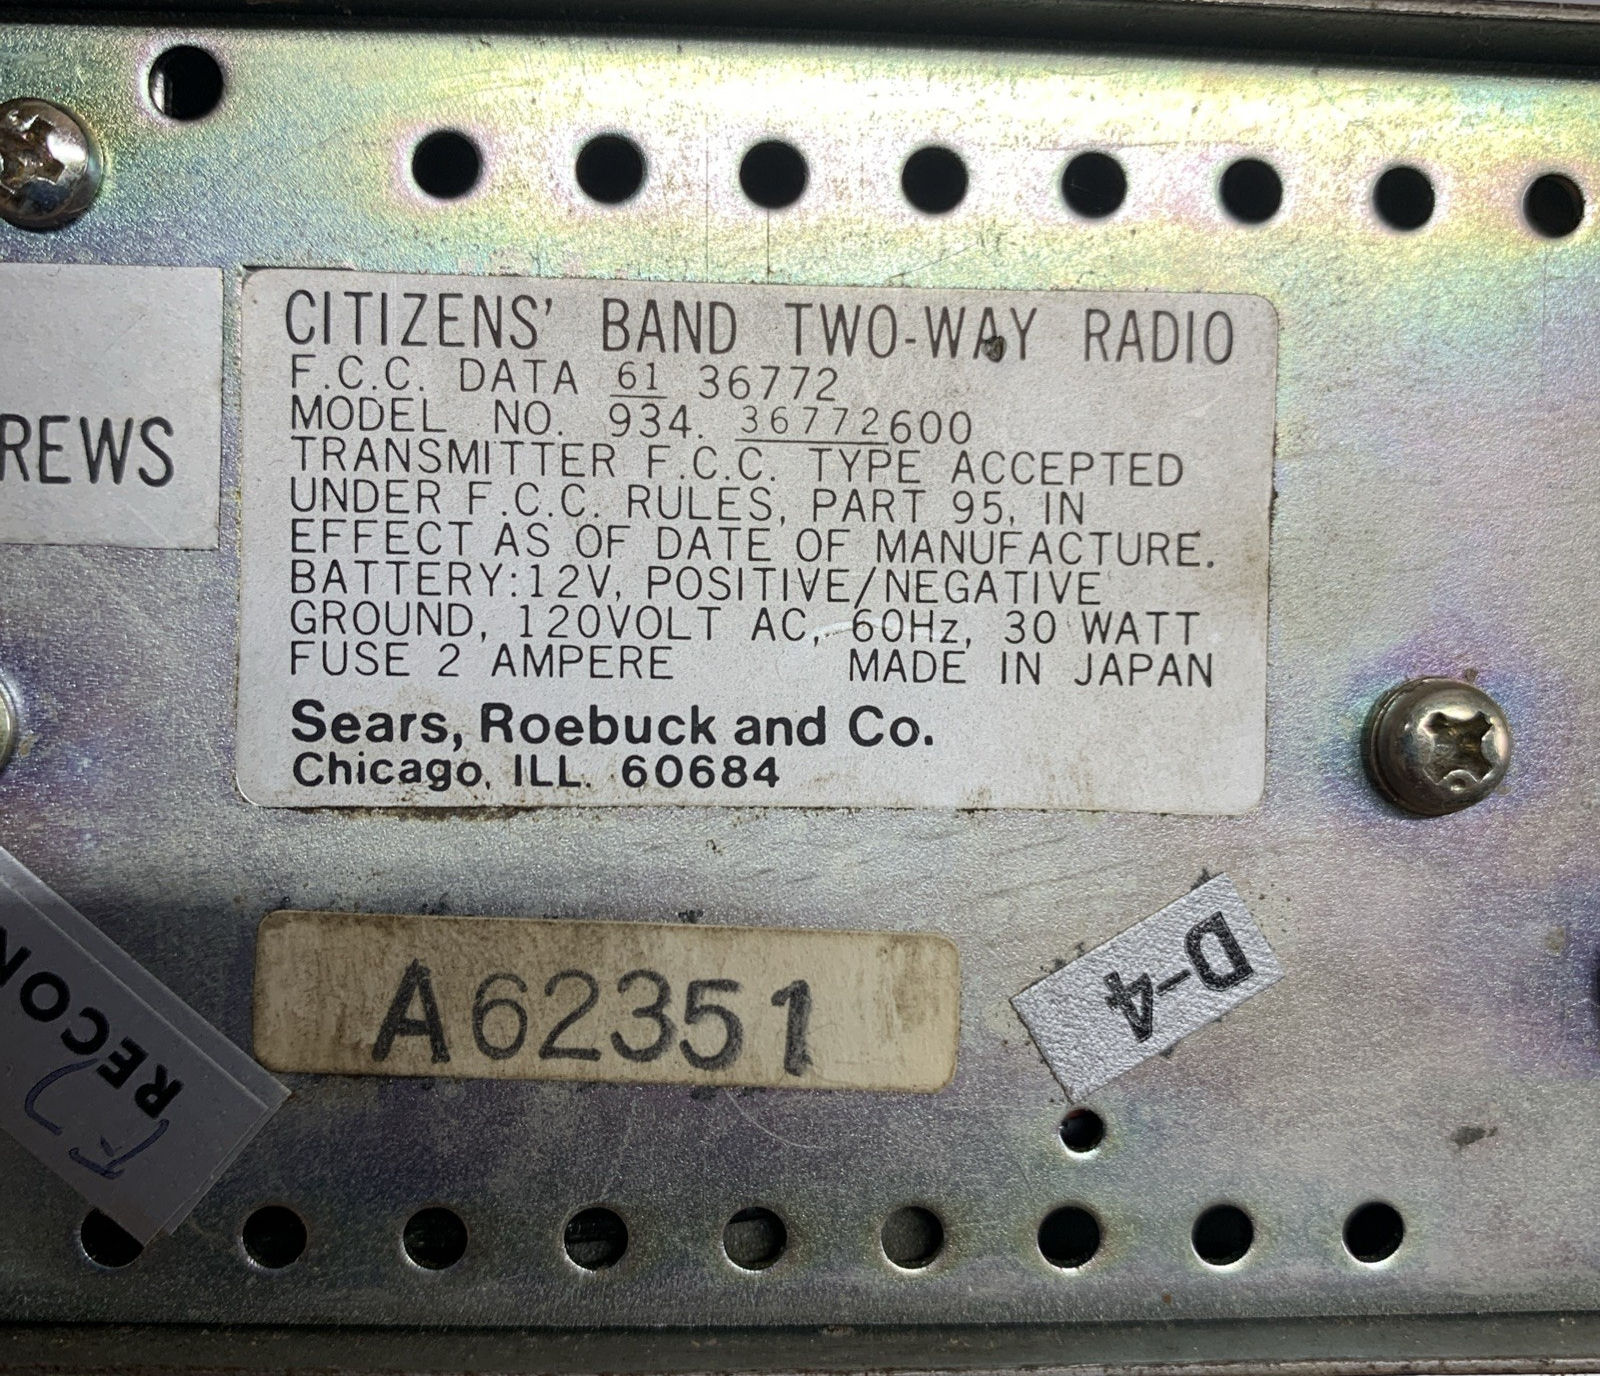 REWS
CITIZENS' BAND TWO-WAY RADIO
F.C.C. DATA 61 36772
MODEL NO. 934. 36772600
TRANSMITTER F.C.C. TYPE ACCEPTED
UNDER F.C.C. RULES, PART 95, IN
EFFECT AS OF DATE OF MANUFACTURE.
BATTERY:12V, POSITIVE/NEGATIVE
GROUND, 120VOLT AC, 60Hz, 30 WATT
FUSE 2 AMPERE MADE IN JAPAN
Sears, Roebuck and Co.
Chicago, ILL. 60684
A62351
D-4
RECON